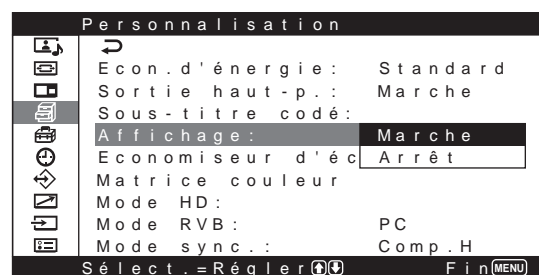 Personnalisation
Econ.d'énergie: Standard
Sortie haut-p.: Marche
Sous-titre codé:
Affichage: Marche
Economiseur d'éc Arrêt
Matrice couleur
Mode HD:
Mode RVB: PC
Mode sync.: Comp.H
Sélect.=Régler Fin MENU